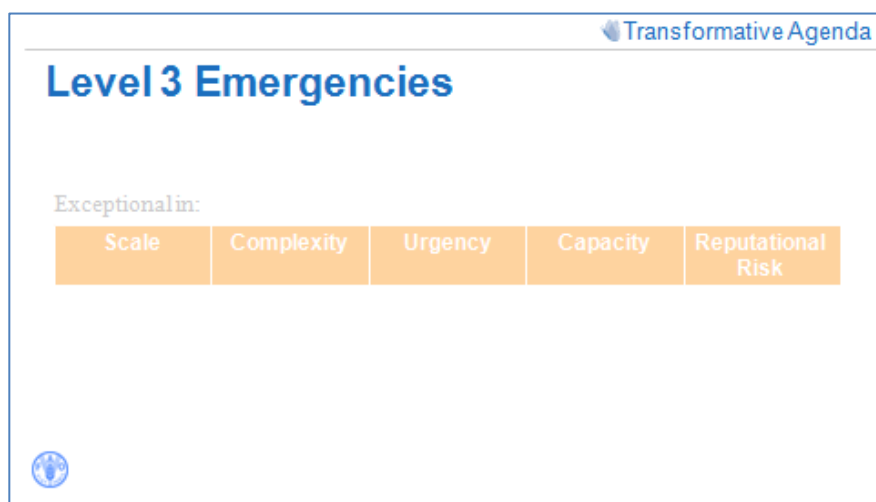 Transformative Agenda
Level 3 Emergencies
Exceptional in:
Scale Complexity Urgency Capacity Reputational
Risk